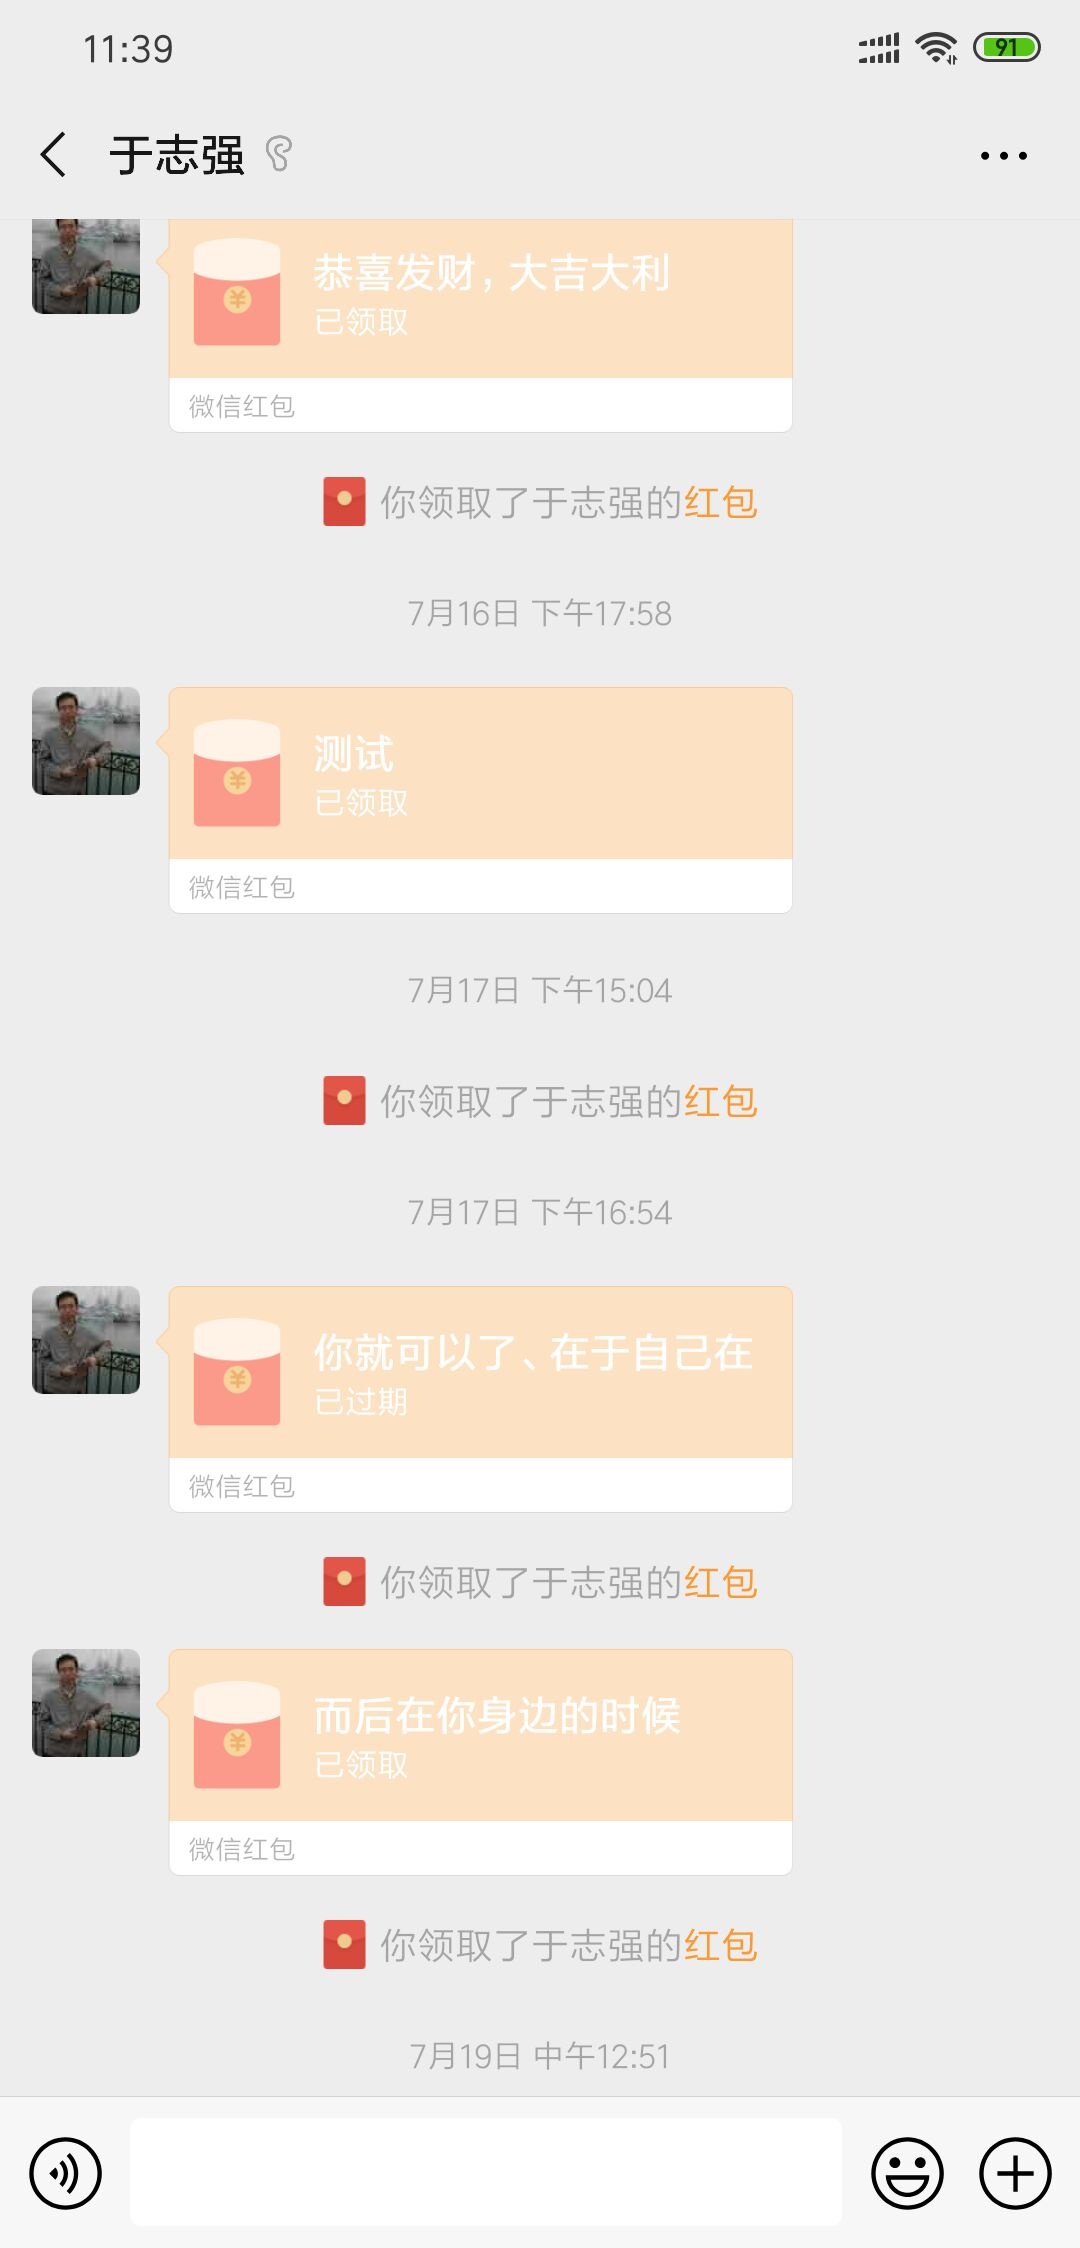 11:39
91
于志强
恭喜发财，大吉大利
已领取
微信红包
你领取了于志强的红包
7月16日 下午17:58
测试
已领取
微信红包
7月17日 下午15:04
你领取了于志强的红包
7月17日 下午16:54
你就可以了、在于自己在
已过期
微信红包
你领取了于志强的红包
而后在你身边的时候
已领取
微信红包
你领取了于志强的红包
7月19日 中午12:51